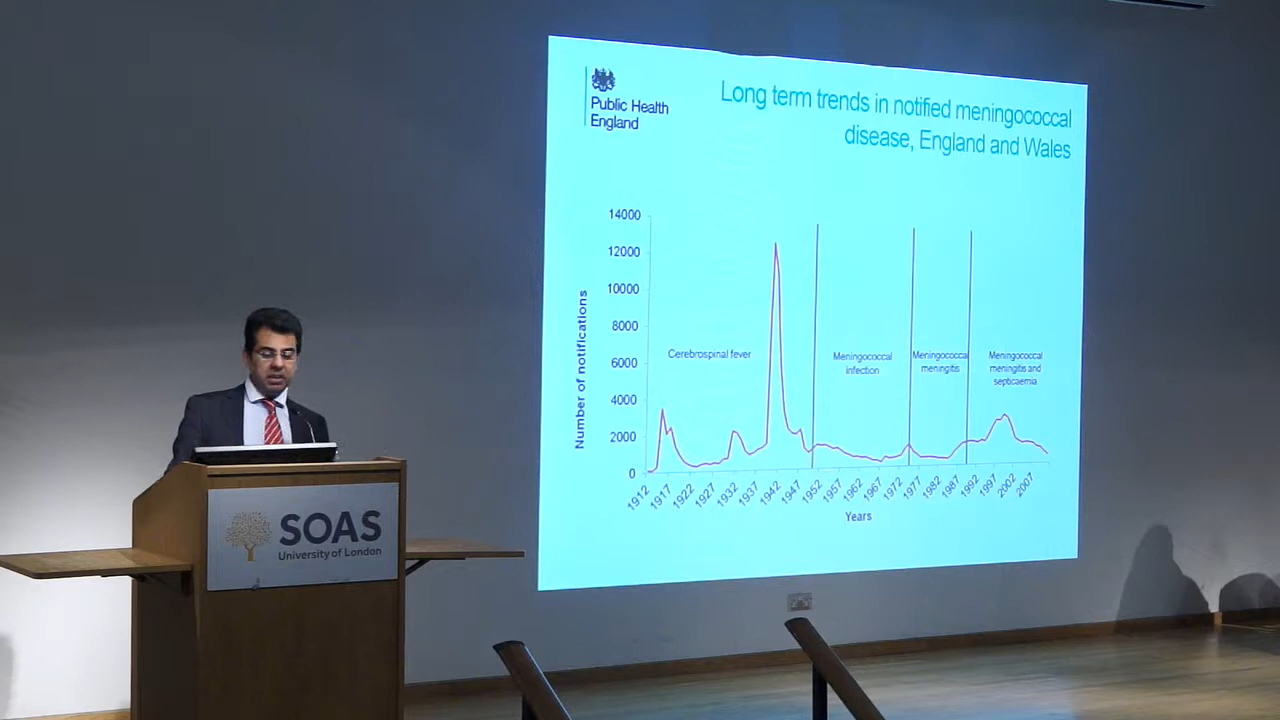 Public Health
England
Long term trends in notified meningococcal
disease, England and Wales
Number of notifications
14000
12000
10000
8000
6000
4000
2000
0
Cerebrospinal fever
Meningococcal
infection
Meningococcal
meningitis
Meningococcal
meningitis and
septicaemia
1912 1917 1922 1927 1932 1937 1942 1947 1952 1957 1962 1967 1972 1977 1982 1987 1992 1997 2002 2007
Years
SOAS
University of London